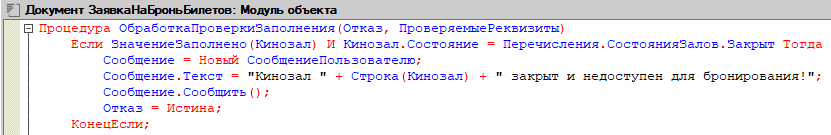 Документ ЗаявкаНаБроньБилетов: Модуль объекта
Процедура ОбработкаПроверкиЗаполнения(Отказ, ПроверяемыеРеквизиты)
Если ЗначениеЗаполнено(Кинозал) И Кинозал.Состояние = Перечисления.СостоянияЗалов.Закрыт Тогда
Сообщение = Новый СообщениеПользователю;
Сообщение.Текст = "Кинозал " + Строка(Кинозал) + " закрыт и недоступен для бронирования!";
Сообщение.Сообщить();
Отказ = Истина;
КонецЕсли;